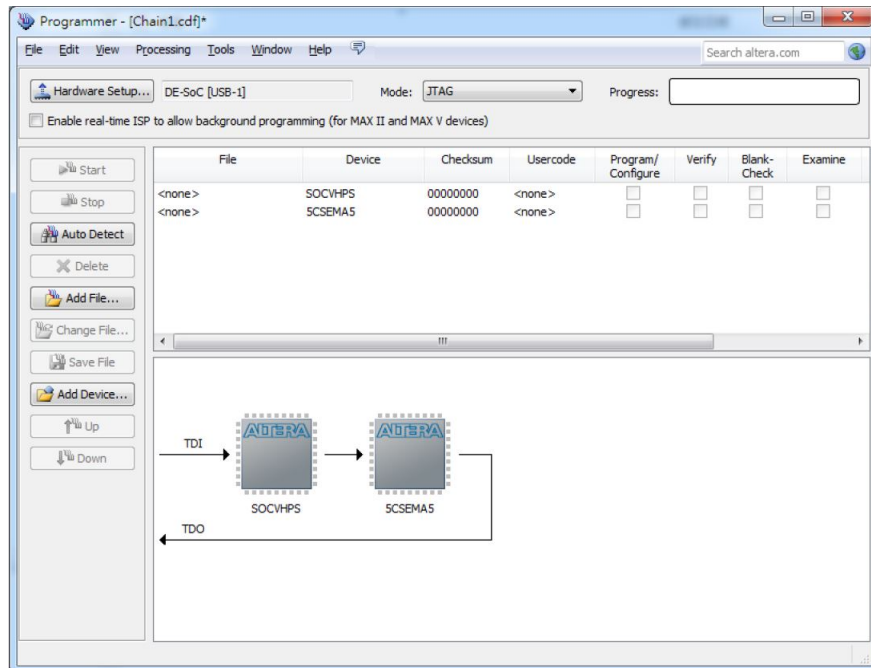 Programmer - [Chain1.cdf]*
File Edit View Processing Tools Window Help
Search altera.com
Hardware Setup... DE-SoC [USB-1] Mode: JTAG Progress:
Enable real-time ISP to allow background programming (for MAX II and MAX V devices)
Start
Stop
Auto Detect
Delete
Add File...
Change File...
Save File
Add Device...
Up
Down
File Device Checksum Usercode Program/ Verify Blank- Examine
Configure Check
<none> SOCVHPS 00000000 <none>
<none> 5CSEMA5 00000000 <none>
TDI
ALTERA ALTERA
SOCVHPS 5CSEMA5
TDO